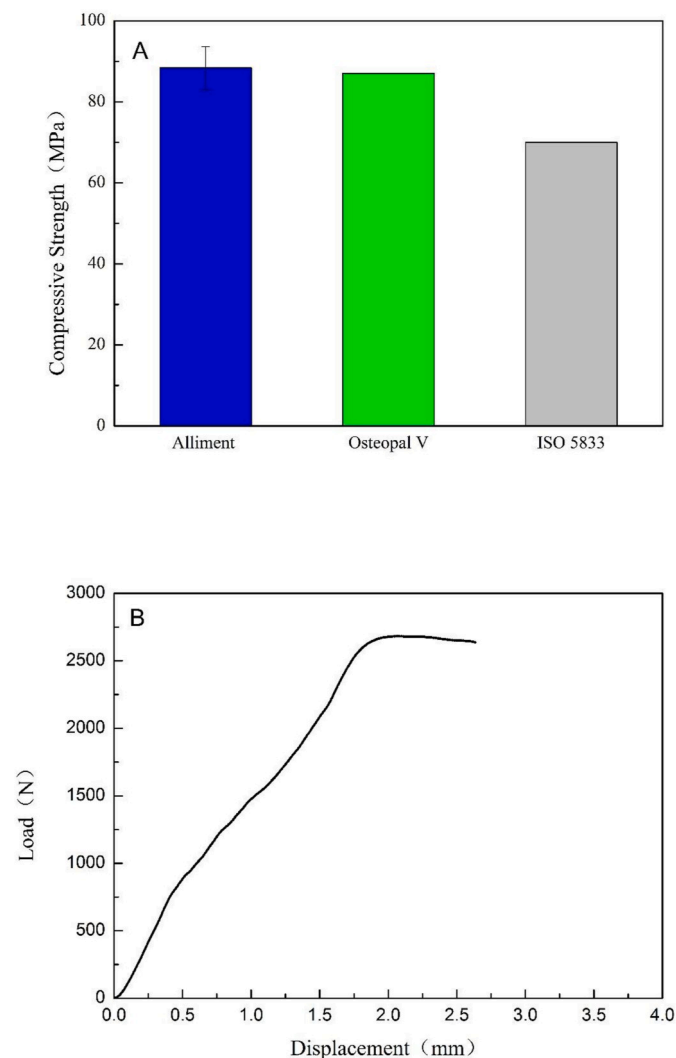 A
Compressive Strength（MPa）
100
80
60
40
20
0
Alliment Osteopal V ISO 5833
B
Load（N）
3000
2500
2000
1500
1000
500
0
0.0 0.5 1.0 1.5 2.0 2.5 3.0 3.5 4.0
Displacement（mm）